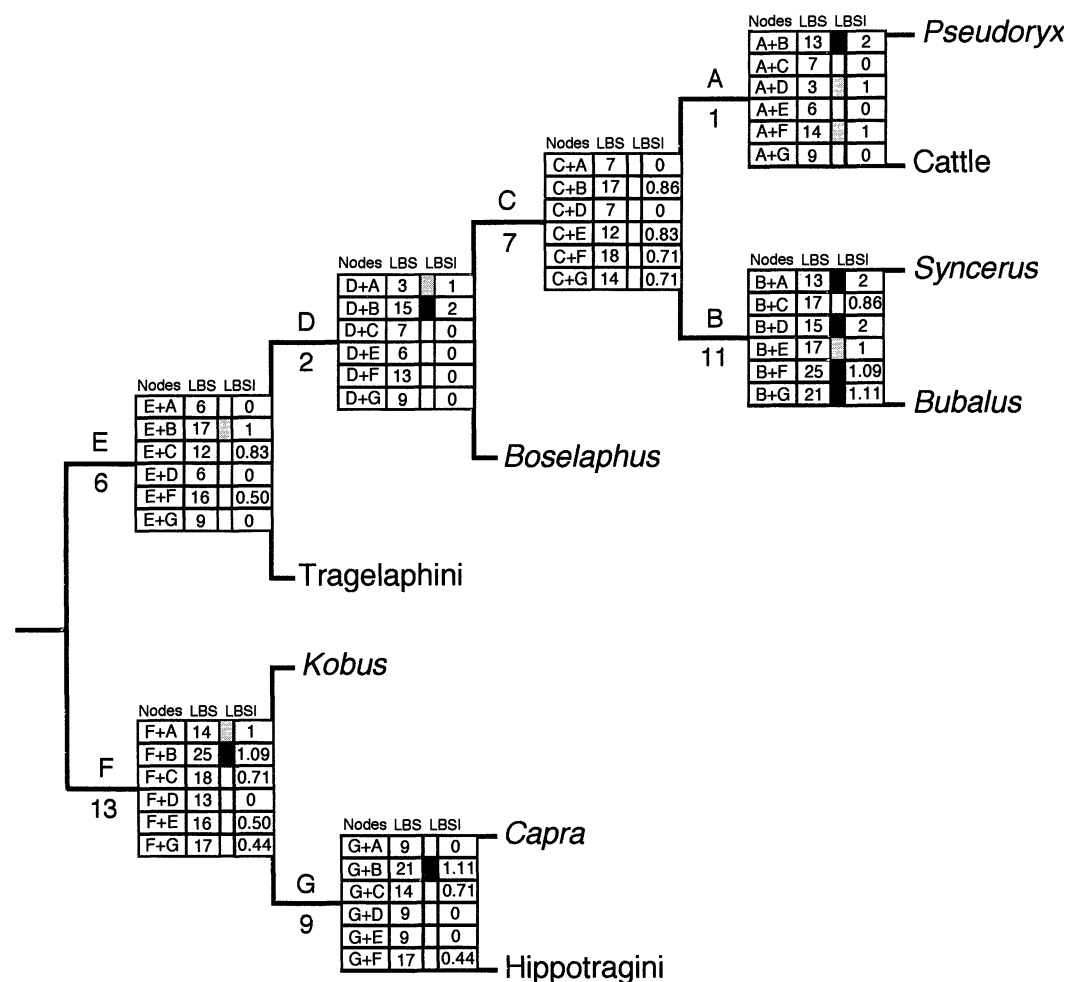 Nodes LBS LBSI
A+B 13 2
A+C 7 0
A+D 3 1
A+E 6 0
A+F 14 1
A+G 9 0
Pseudoryx
Cattle
A
1
Nodes LBS LBSI
C+A 7 0
C+B 17 0.86
C+D 7 0
C+E 12 0.83
C+F 18 0.71
C+G 14 0.71
C
7
Nodes LBS LBSI
B+A 13 2
B+C 17 0.86
B+D 15 2
B+E 17 1
B+F 25 1.09
B+G 21 1.11
Syncerus
Bubalus
B
11
Nodes LBS LBSI
D+A 3 1
D+B 15 2
D+C 7 0
D+E 6 0
D+F 13 0
D+G 9 0
D
2
Boselaphus
Nodes LBS LBSI
E+A 6 0
E+B 17 1
E+C 12 0.83
E+D 6 0
E+F 16 0.50
E+G 9 0
E
6
Tragelaphini
Kobus
Nodes LBS LBSI
F+A 14 1
F+B 25 1.09
F+C 18 0.71
F+D 13 0
F+E 16 0.50
F+G 17 0.44
F
13
Nodes LBS LBSI
G+A 9 0
G+B 21 1.11
G+C 14 0.71
G+D 9 0
G+E 9 0
G+F 17 0.44
G
9
Capra
Hippotragini